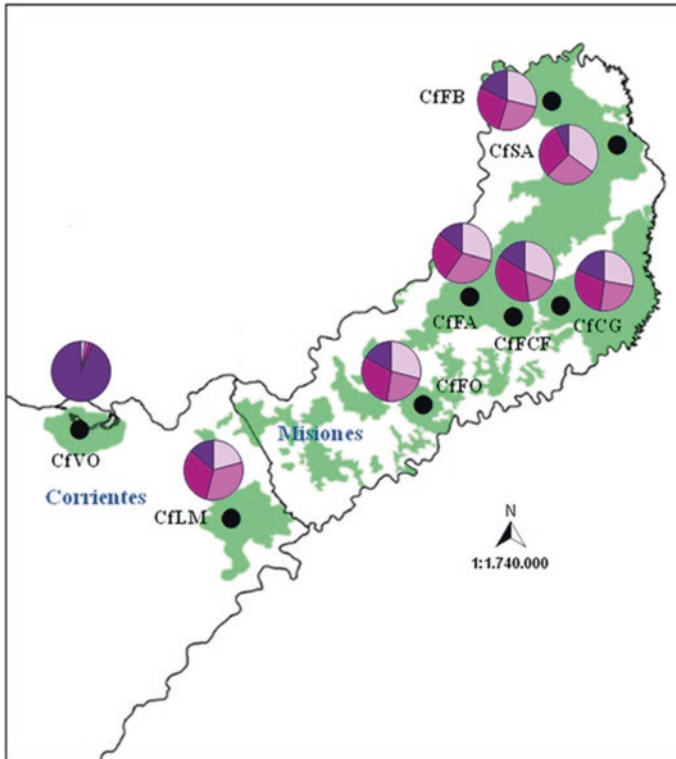 CfFB
CfSA
CfFA
CfFCF
CfCG
CfFO
Misiones
CfVO
Corrientes
CfLM
N
1:1.740.000